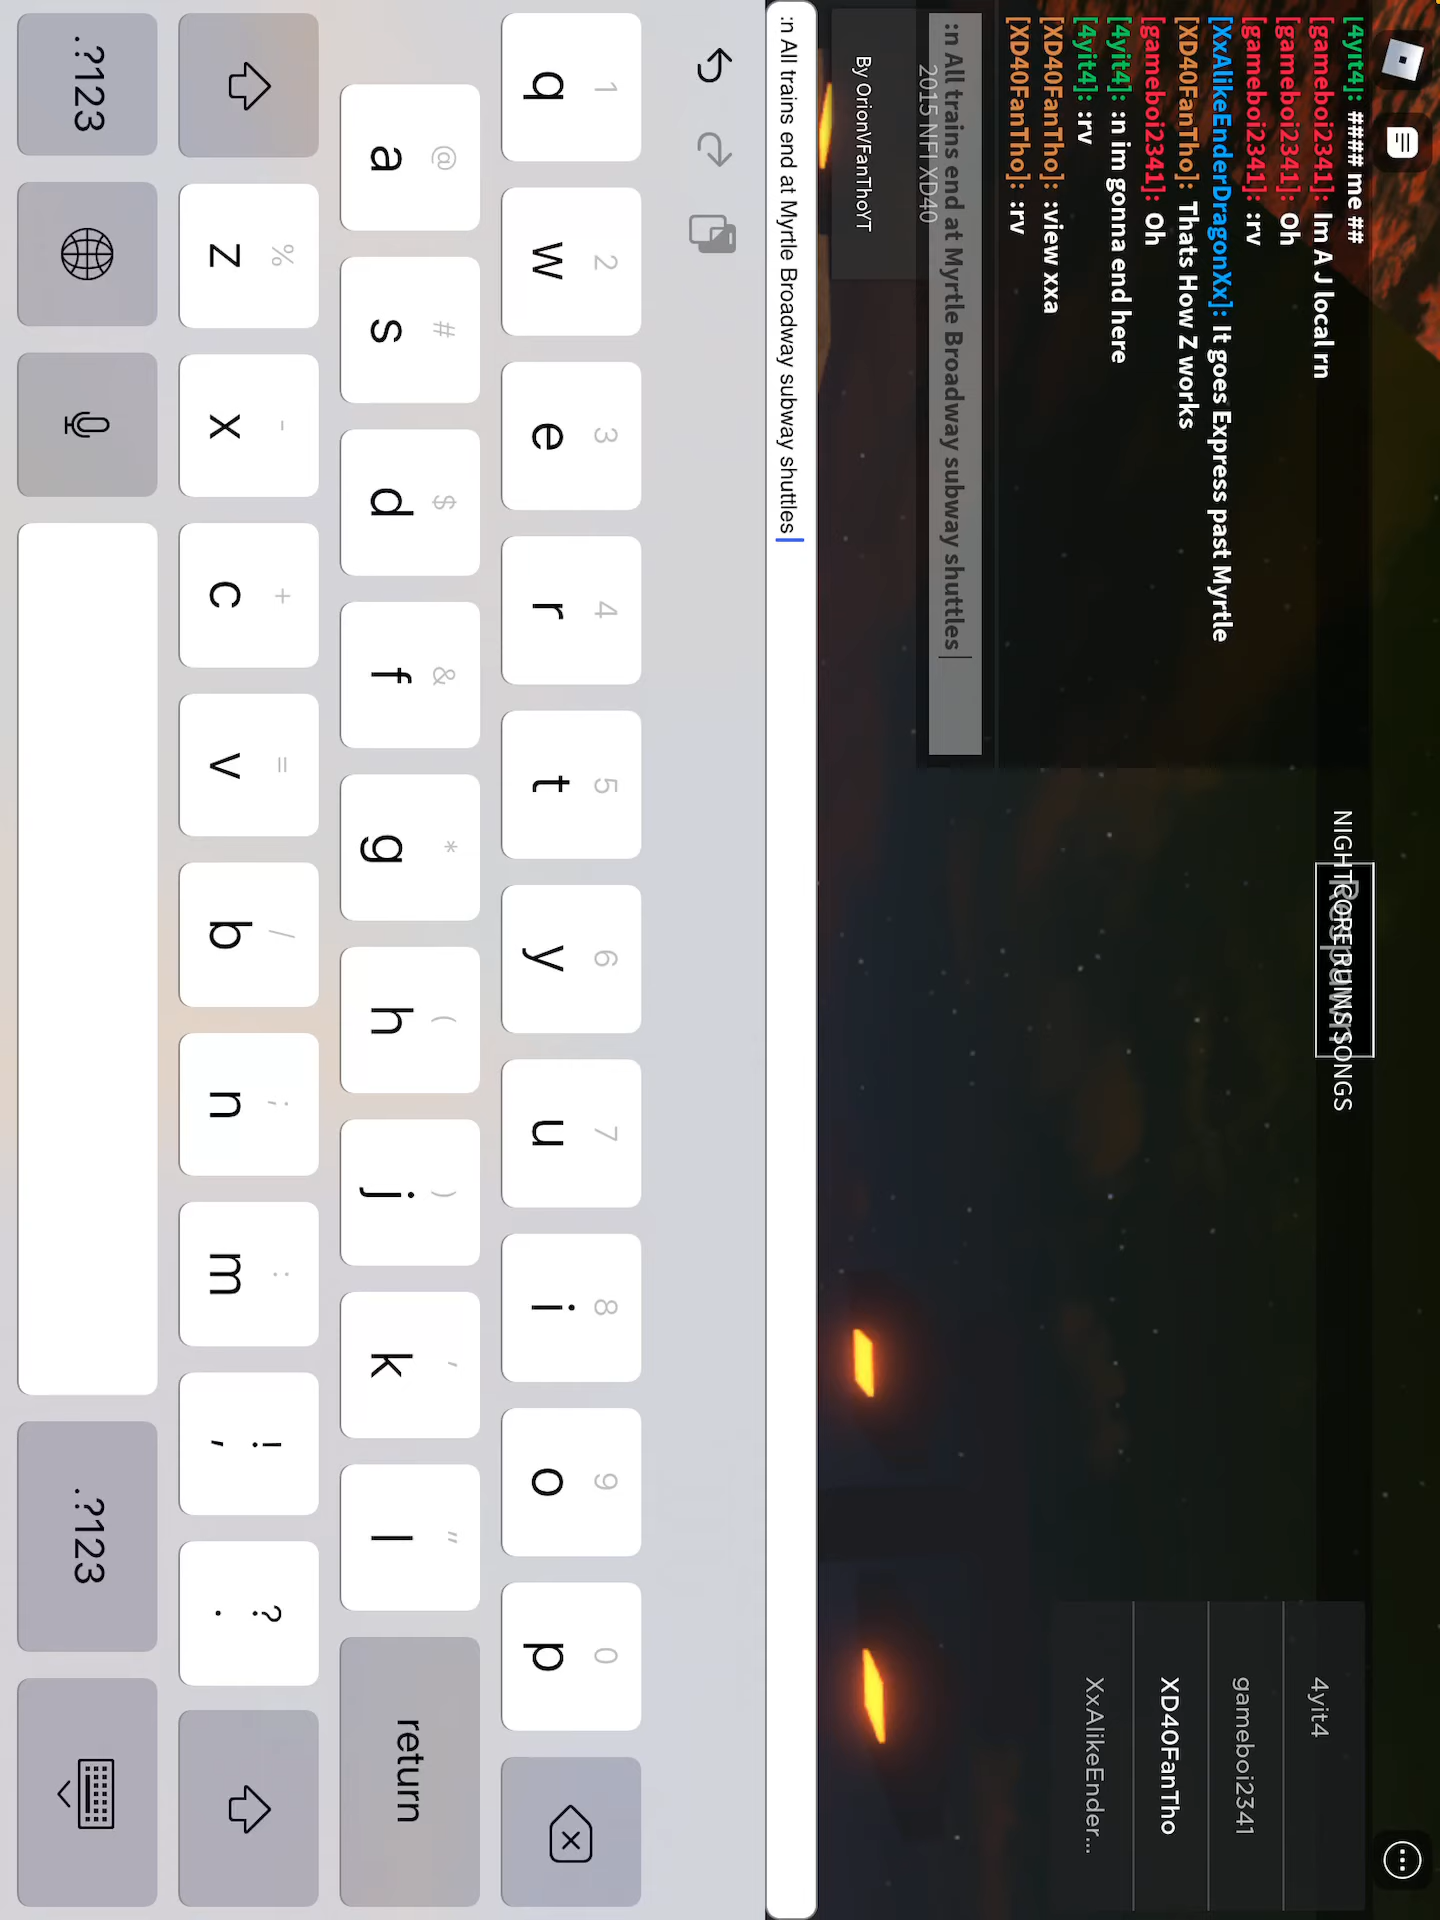 [4yit4]: #### me ##
[gameboi2341]: Im A J local rn
[gameboi2341]: Oh
[gameboi2341]: :rv
[XxAlikeEnderDragonXx]: It goes Express past Myrtle
[XD40FanTho]: Thats How Z works
[gameboi2341]: Oh
[4yit4]: :n im gonna end here
[4yit4]: :rv
[XD40FanTho]: :view xxa
[XD40FanTho]: :rv
:n All trains end at Myrtle Broadway subway shuttles
2015 NFI XD40
By OrionVFanThoYT
NIGHTCORE RUINS SONGS
Respawn
4yit4
gameboi2341
XD40FanTho
XxAlikeEnder...
:n All trains end at Myrtle Broadway subway shuttles
1 2 3 4 5 6 7 8 9 0
q w e r t y u i o p
@ # $ & * ( ) ' "
a s d f g h j k l return
% - + = / ; : ! ?
z x c v b n m , .
.?123 .?123